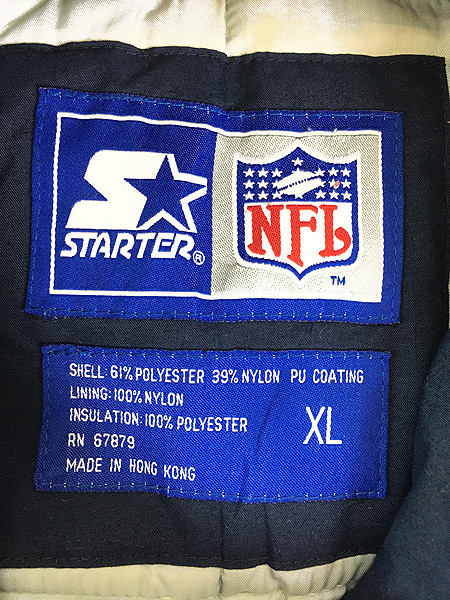 STARTER®
NFL
TM
SHELL: 61% POLYESTER 39% NYLON PU COATING
LINING: 100% NYLON
INSULATION: 100% POLYESTER
RN 67879
MADE IN HONG KONG
XL